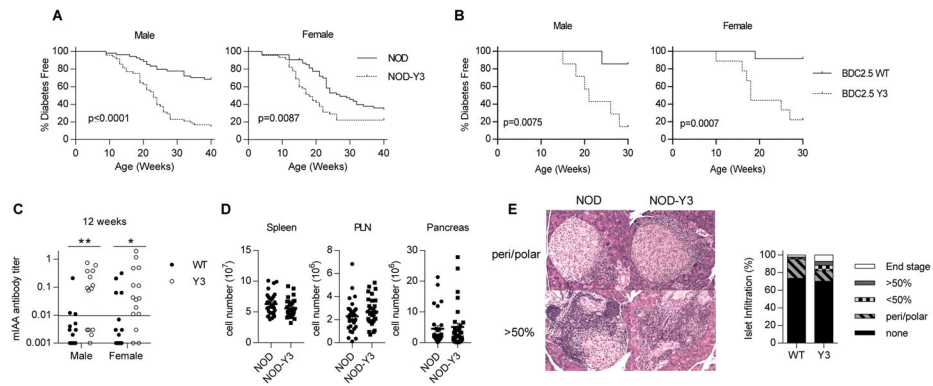 A
Male
Female
% Diabetes Free
100
80
60
40
20
0
p<0.0001
0 10 20 30 40
Age (Weeks)
100
80
60
40
20
0
p=0.0087
0 10 20 30 40
Age (Weeks)
NOD
NOD-Y3
B
Male
Female
% Diabetes Free
100
80
60
40
20
0
p=0.0075
0 10 20 30
Age (Weeks)
100
80
60
40
20
0
p=0.0007
0 10 20 30
Age (Weeks)
BDC2.5 WT
BDC2.5 Y3
C
12 weeks
** *
mIAA antibody titer
1
0.1
0.01
0.001
Male Female
WT
Y3
D
Spleen
cell number (10⁷)
15
10
5
0
NOD
NOD-Y3
PLN
cell number (10⁶)
8
6
4
2
0
NOD
NOD-Y3
Pancreas
cell number (10⁶)
30
20
10
0
NOD
NOD-Y3
E
NOD NOD-Y3
peri/polar
>50%
Islet Infiltration (%)
100
80
60
40
20
0
WT Y3
End stage
>50%
<50%
peri/polar
none